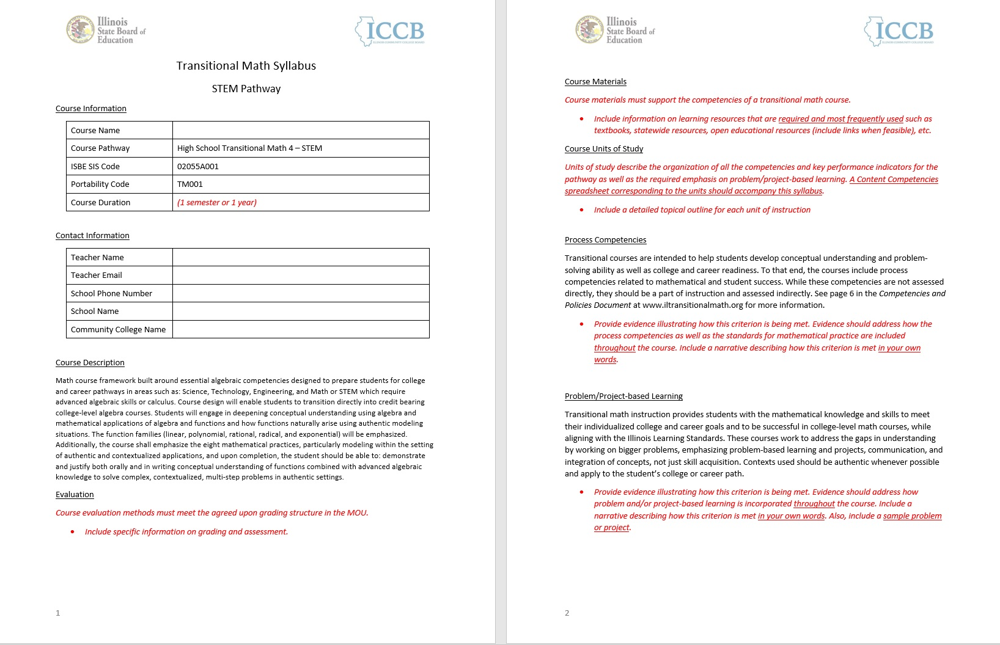 Illinois
State Board of
Education
ICCB
ILLINOIS COMMUNITY COLLEGE BOARD
Transitional Math Syllabus
STEM Pathway
Course Information
Course Name
Course Pathway High School Transitional Math 4 – STEM
ISBE SIS Code 02055A001
Portability Code TM001
Course Duration (1 semester or 1 year)
Contact Information
Teacher Name
Teacher Email
School Phone Number
School Name
Community College Name
Course Description
Math course framework built around essential algebraic competencies designed to prepare students for college
and career pathways in areas such as: Science, Technology, Engineering, and Math or STEM which require
advanced algebraic skills or calculus. Course design will enable students to transition directly into credit bearing
college-level algebra courses. Students will engage in deepening conceptual understanding using algebra and
mathematical applications of algebra and functions and how functions naturally arise using authentic modeling
situations. The function families (linear, polynomial, rational, radical, and exponential) will be emphasized.
Additionally, the course shall emphasize the eight mathematical practices, particularly modeling within the setting
of authentic and contextualized applications, and upon completion, the student should be able to: demonstrate
and justify both orally and in writing conceptual understanding of functions combined with advanced algebraic
knowledge to solve complex, contextualized, multi-step problems in authentic settings.
Evaluation
Course evaluation methods must meet the agreed upon grading structure in the MOU.
• Include specific information on grading and assessment.
1
Illinois
State Board of
Education
ICCB
ILLINOIS COMMUNITY COLLEGE BOARD
Course Materials
Course materials must support the competencies of a transitional math course.
• Include information on learning resources that are required and most frequently used such as
textbooks, statewide resources, open educational resources (include links when feasible), etc.
Course Units of Study
Units of study describe the organization of all the competencies and key performance indicators for the
pathway as well as the required emphasis on problem/project-based learning. A Content Competencies
spreadsheet corresponding to the units should accompany this syllabus.
• Include a detailed topical outline for each unit of instruction
Process Competencies
Transitional courses are intended to help students develop conceptual understanding and problem-
solving ability as well as college and career readiness. To that end, the courses include process
competencies related to mathematical and student success. While these competencies are not assessed
directly, they should be a part of instruction and assessed indirectly. See page 6 in the Competencies and
Policies Document at www.iltransitionalmath.org for more information.
• Provide evidence illustrating how this criterion is being met. Evidence should address how the
process competencies as well as the standards for mathematical practice are included
throughout the course. Include a narrative describing how this criterion is met in your own
words.
Problem/Project-based Learning
Transitional math instruction provides students with the mathematical knowledge and skills to meet
their individualized college and career goals and to be successful in college-level math courses, while
aligning with the Illinois Learning Standards. These courses work to address the gaps in understanding
by working on bigger problems, emphasizing problem-based learning and projects, communication, and
integration of concepts, not just skill acquisition. Contexts used should be authentic whenever possible
and apply to the student’s college or career path.
• Provide evidence illustrating how this criterion is being met. Evidence should address how
problem and/or project-based learning is incorporated throughout the course. Include a
narrative describing how this criterion is met in your own words. Also, include a sample problem
or project.
2